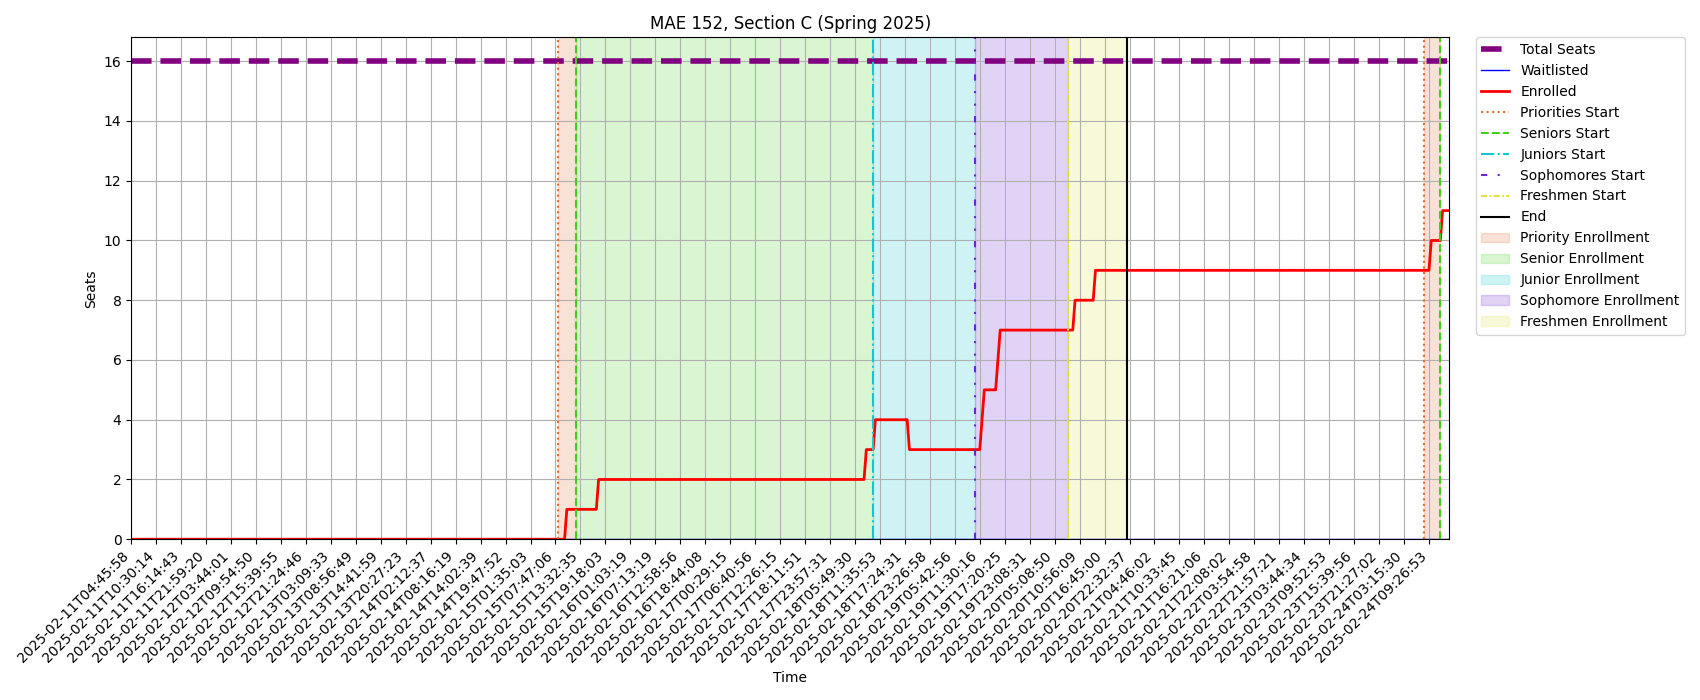 MAE 152, Section C (Spring 2025)
Seats
16
14
12
10
8
6
4
2
0
2025-02-11T04:45:58
2025-02-11T10:30:14
2025-02-11T16:14:43
2025-02-11T21:59:20
2025-02-12T03:44:01
2025-02-12T09:54:50
2025-02-12T15:39:55
2025-02-12T21:24:46
2025-02-13T03:09:33
2025-02-13T08:56:49
2025-02-13T14:41:59
2025-02-13T20:27:23
2025-02-14T02:12:37
2025-02-14T08:16:19
2025-02-14T14:02:39
2025-02-14T19:47:52
2025-02-15T01:35:03
2025-02-15T07:47:06
2025-02-15T13:32:35
2025-02-15T19:18:03
2025-02-16T01:03:19
2025-02-16T07:13:19
2025-02-16T12:58:56
2025-02-16T18:44:08
2025-02-17T00:29:15
2025-02-17T06:40:56
2025-02-17T12:26:15
2025-02-17T18:11:51
2025-02-17T23:57:31
2025-02-18T05:49:30
2025-02-18T11:35:53
2025-02-18T17:24:31
2025-02-18T23:26:58
2025-02-19T05:42:56
2025-02-19T11:30:16
2025-02-19T17:20:25
2025-02-19T23:08:31
2025-02-20T05:08:50
2025-02-20T10:56:09
2025-02-20T16:45:00
2025-02-20T22:32:37
2025-02-21T04:46:02
2025-02-21T10:33:45
2025-02-21T16:21:06
2025-02-21T22:08:02
2025-02-22T03:54:58
2025-02-22T21:57:21
2025-02-23T03:44:34
2025-02-23T09:52:53
2025-02-23T15:39:56
2025-02-23T21:27:02
2025-02-24T03:15:30
2025-02-24T09:26:53
Time
Total Seats
Waitlisted
Enrolled
Priorities Start
Seniors Start
Juniors Start
Sophomores Start
Freshmen Start
End
Priority Enrollment
Senior Enrollment
Junior Enrollment
Sophomore Enrollment
Freshmen Enrollment